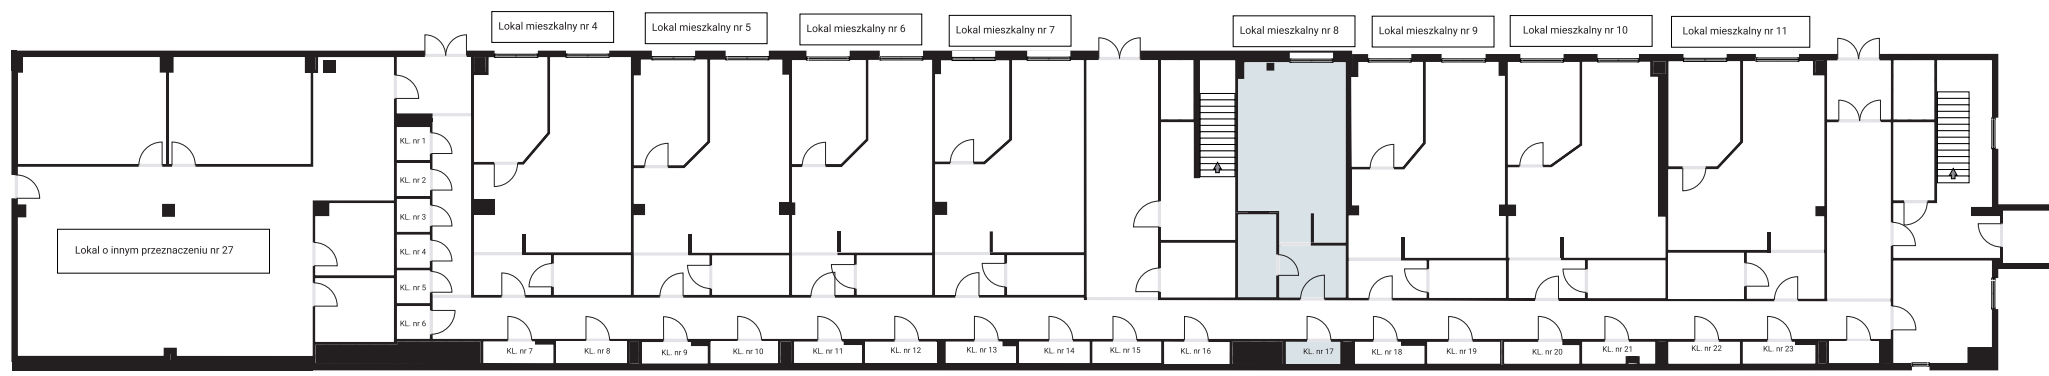 Lokal mieszkalny nr 4
Lokal mieszkalny nr 5
Lokal mieszkalny nr 6
Lokal mieszkalny nr 7
Lokal mieszkalny nr 8
Lokal mieszkalny nr 9
Lokal mieszkalny nr 10
Lokal mieszkalny nr 11
KL. nr 1
KL. nr 2
KL. nr 3
KL. nr 4
KL. nr 5
KL. nr 6
Lokal o innym przeznaczeniu nr 27
KL. nr 7
KL. nr 8
KL. nr 9
KL. nr 10
KL. nr 11
KL. nr 12
KL. nr 13
KL. nr 14
KL. nr 15
KL. nr 16
KL. nr 17
KL. nr 18
KL. nr 19
KL. nr 20
KL. nr 21
KL. nr 22
KL. nr 23